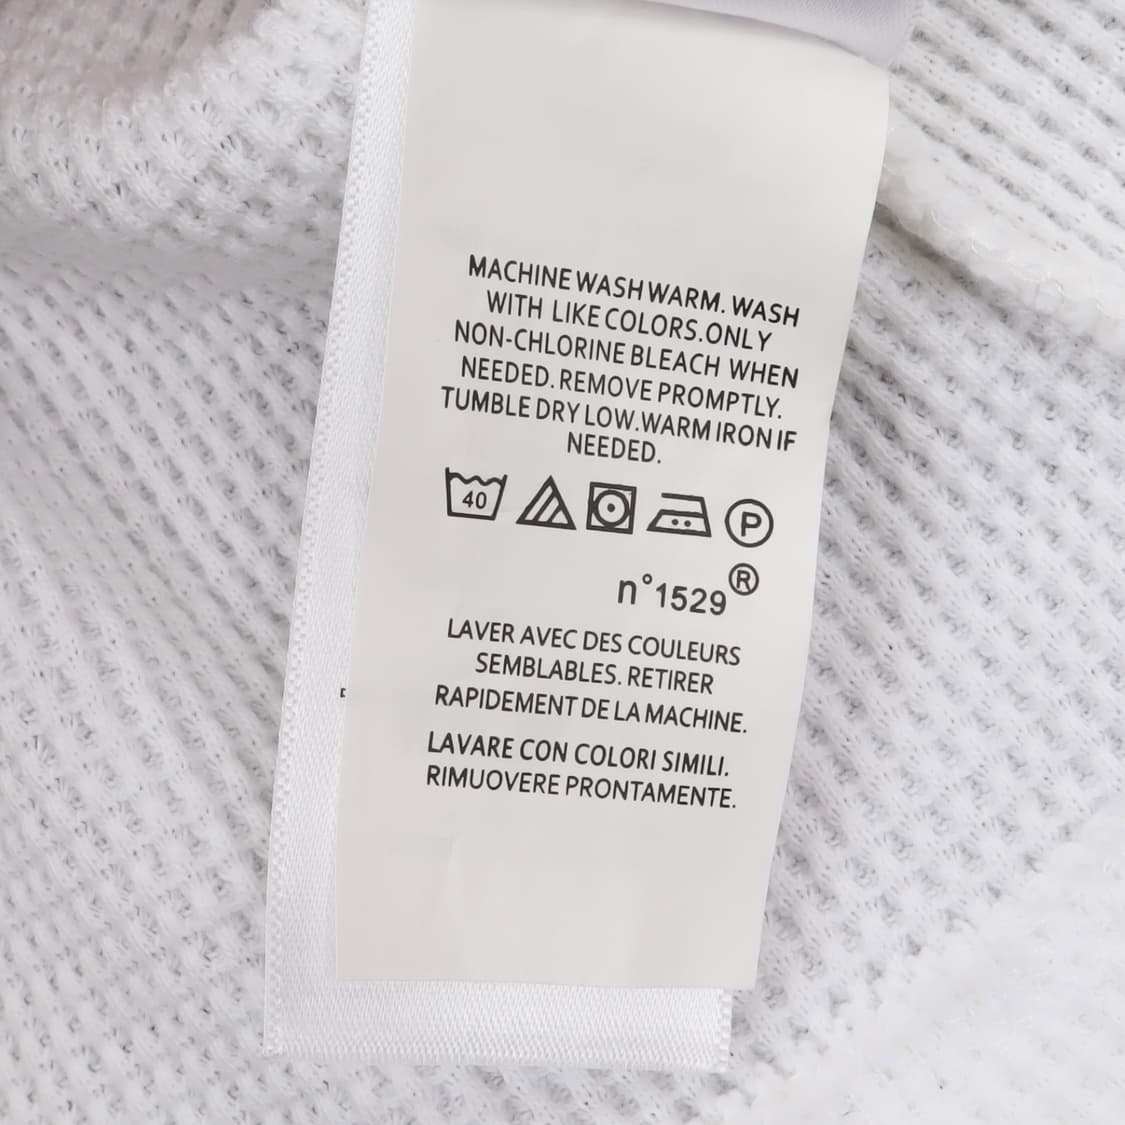 MACHINE WASH WARM. WASH
WITH LIKE COLORS.ONLY
NON-CHLORINE BLEACH WHEN
NEEDED. REMOVE PROMPTLY.
TUMBLE DRY LOW.WARM IRON IF
NEEDED.
40 P
n°1529®
LAVER AVEC DES COULEURS
SEMBLABLES. RETIRER
RAPIDEMENT DE LA MACHINE.
LAVARE CON COLORI SIMILI.
RIMUOVERE PRONTAMENTE.